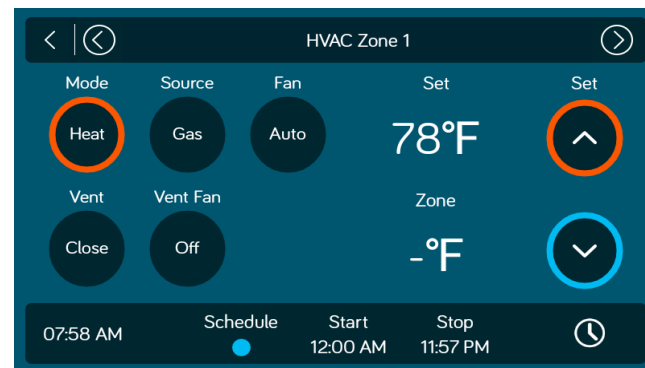 HVAC Zone 1
Mode Source Fan Set Set
Heat Gas Auto 78°F
Vent Vent Fan Zone
Close Off -°F
07:58 AM Schedule Start Stop
12:00 AM 11:57 PM